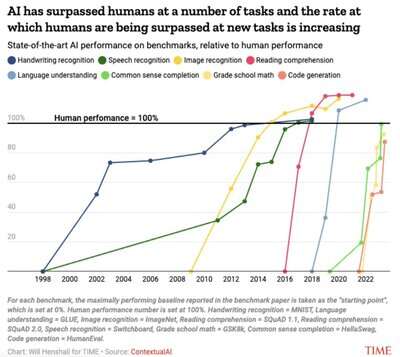 AI has surpassed humans at a number of tasks and the rate at
which humans are being surpassed at new tasks is increasing
State-of-the-art AI performance on benchmarks, relative to human performance
Handwriting recognition Speech recognition Image recognition Reading comprehension
Language understanding Common sense completion Grade school math Code generation
100% Human perfomance = 100%
80
60
40
20
1998 2000 2002 2004 2006 2008 2010 2012 2014 2016 2018 2020 2022
For each benchmark, the maximally performing baseline reported in the benchmark paper is taken as the "starting point",
which is set at 0%. Human performance number is set at 100%. Handwriting recognition = MNIST, Language
understanding = GLUE, Image recognition = ImageNet, Reading comprehension = SQuAD 1.1, Reading comprehension =
SQuAD 2.0, Speech recognition = Switchboard, Grade school math = GSK8k, Common sense completion = HellaSwag,
Code generation = HumanEval.
Chart: Will Henshall for TIME • Source: ContextualAI
TIME